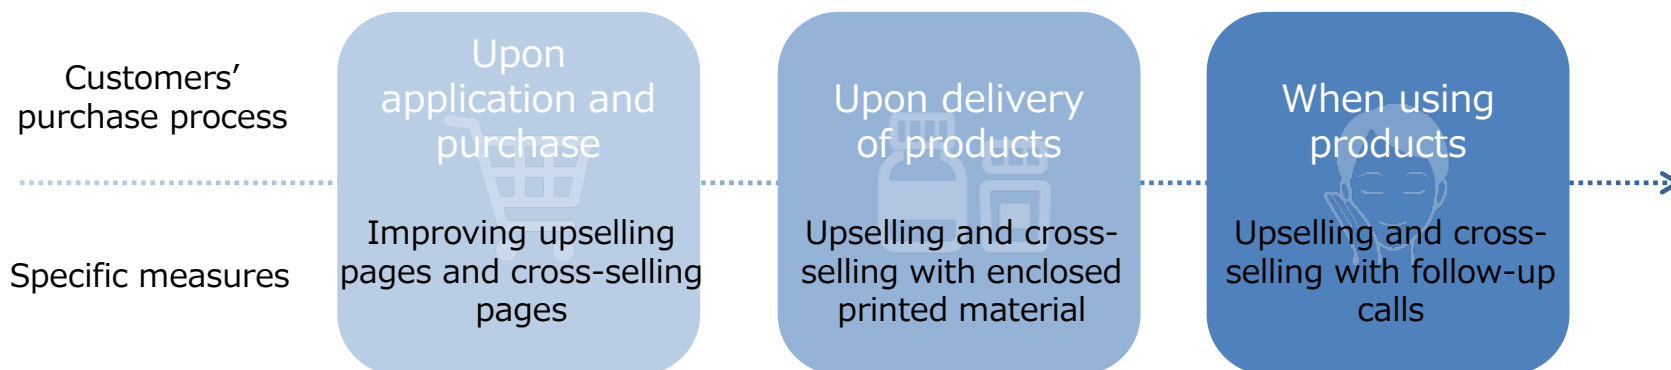 Customers’
purchase process
Upon
application and
purchase
Upon delivery
of products
When using
products
Specific measures
Improving upselling
pages and cross-selling
pages
Upselling and cross-
selling with enclosed
printed material
Upselling and cross-
selling with follow-up
calls